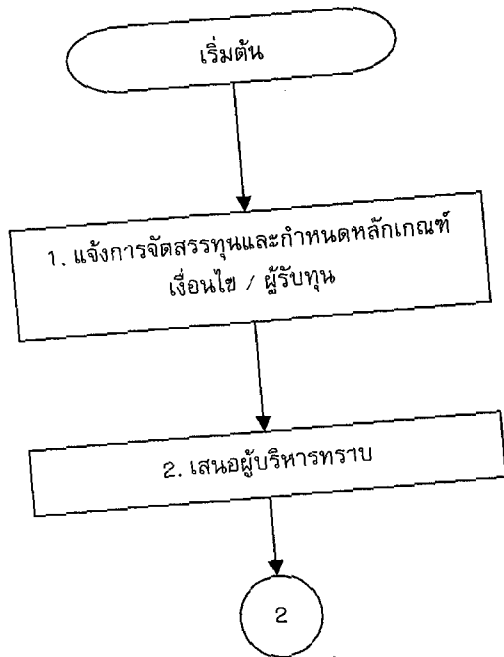 เริ่มต้น
1. แจ้งการจัดสรรทุนและกำหนดหลักเกณฑ์
เงื่อนไข / ผู้รับทุน
2. เสนอผู้บริหารทราบ
2